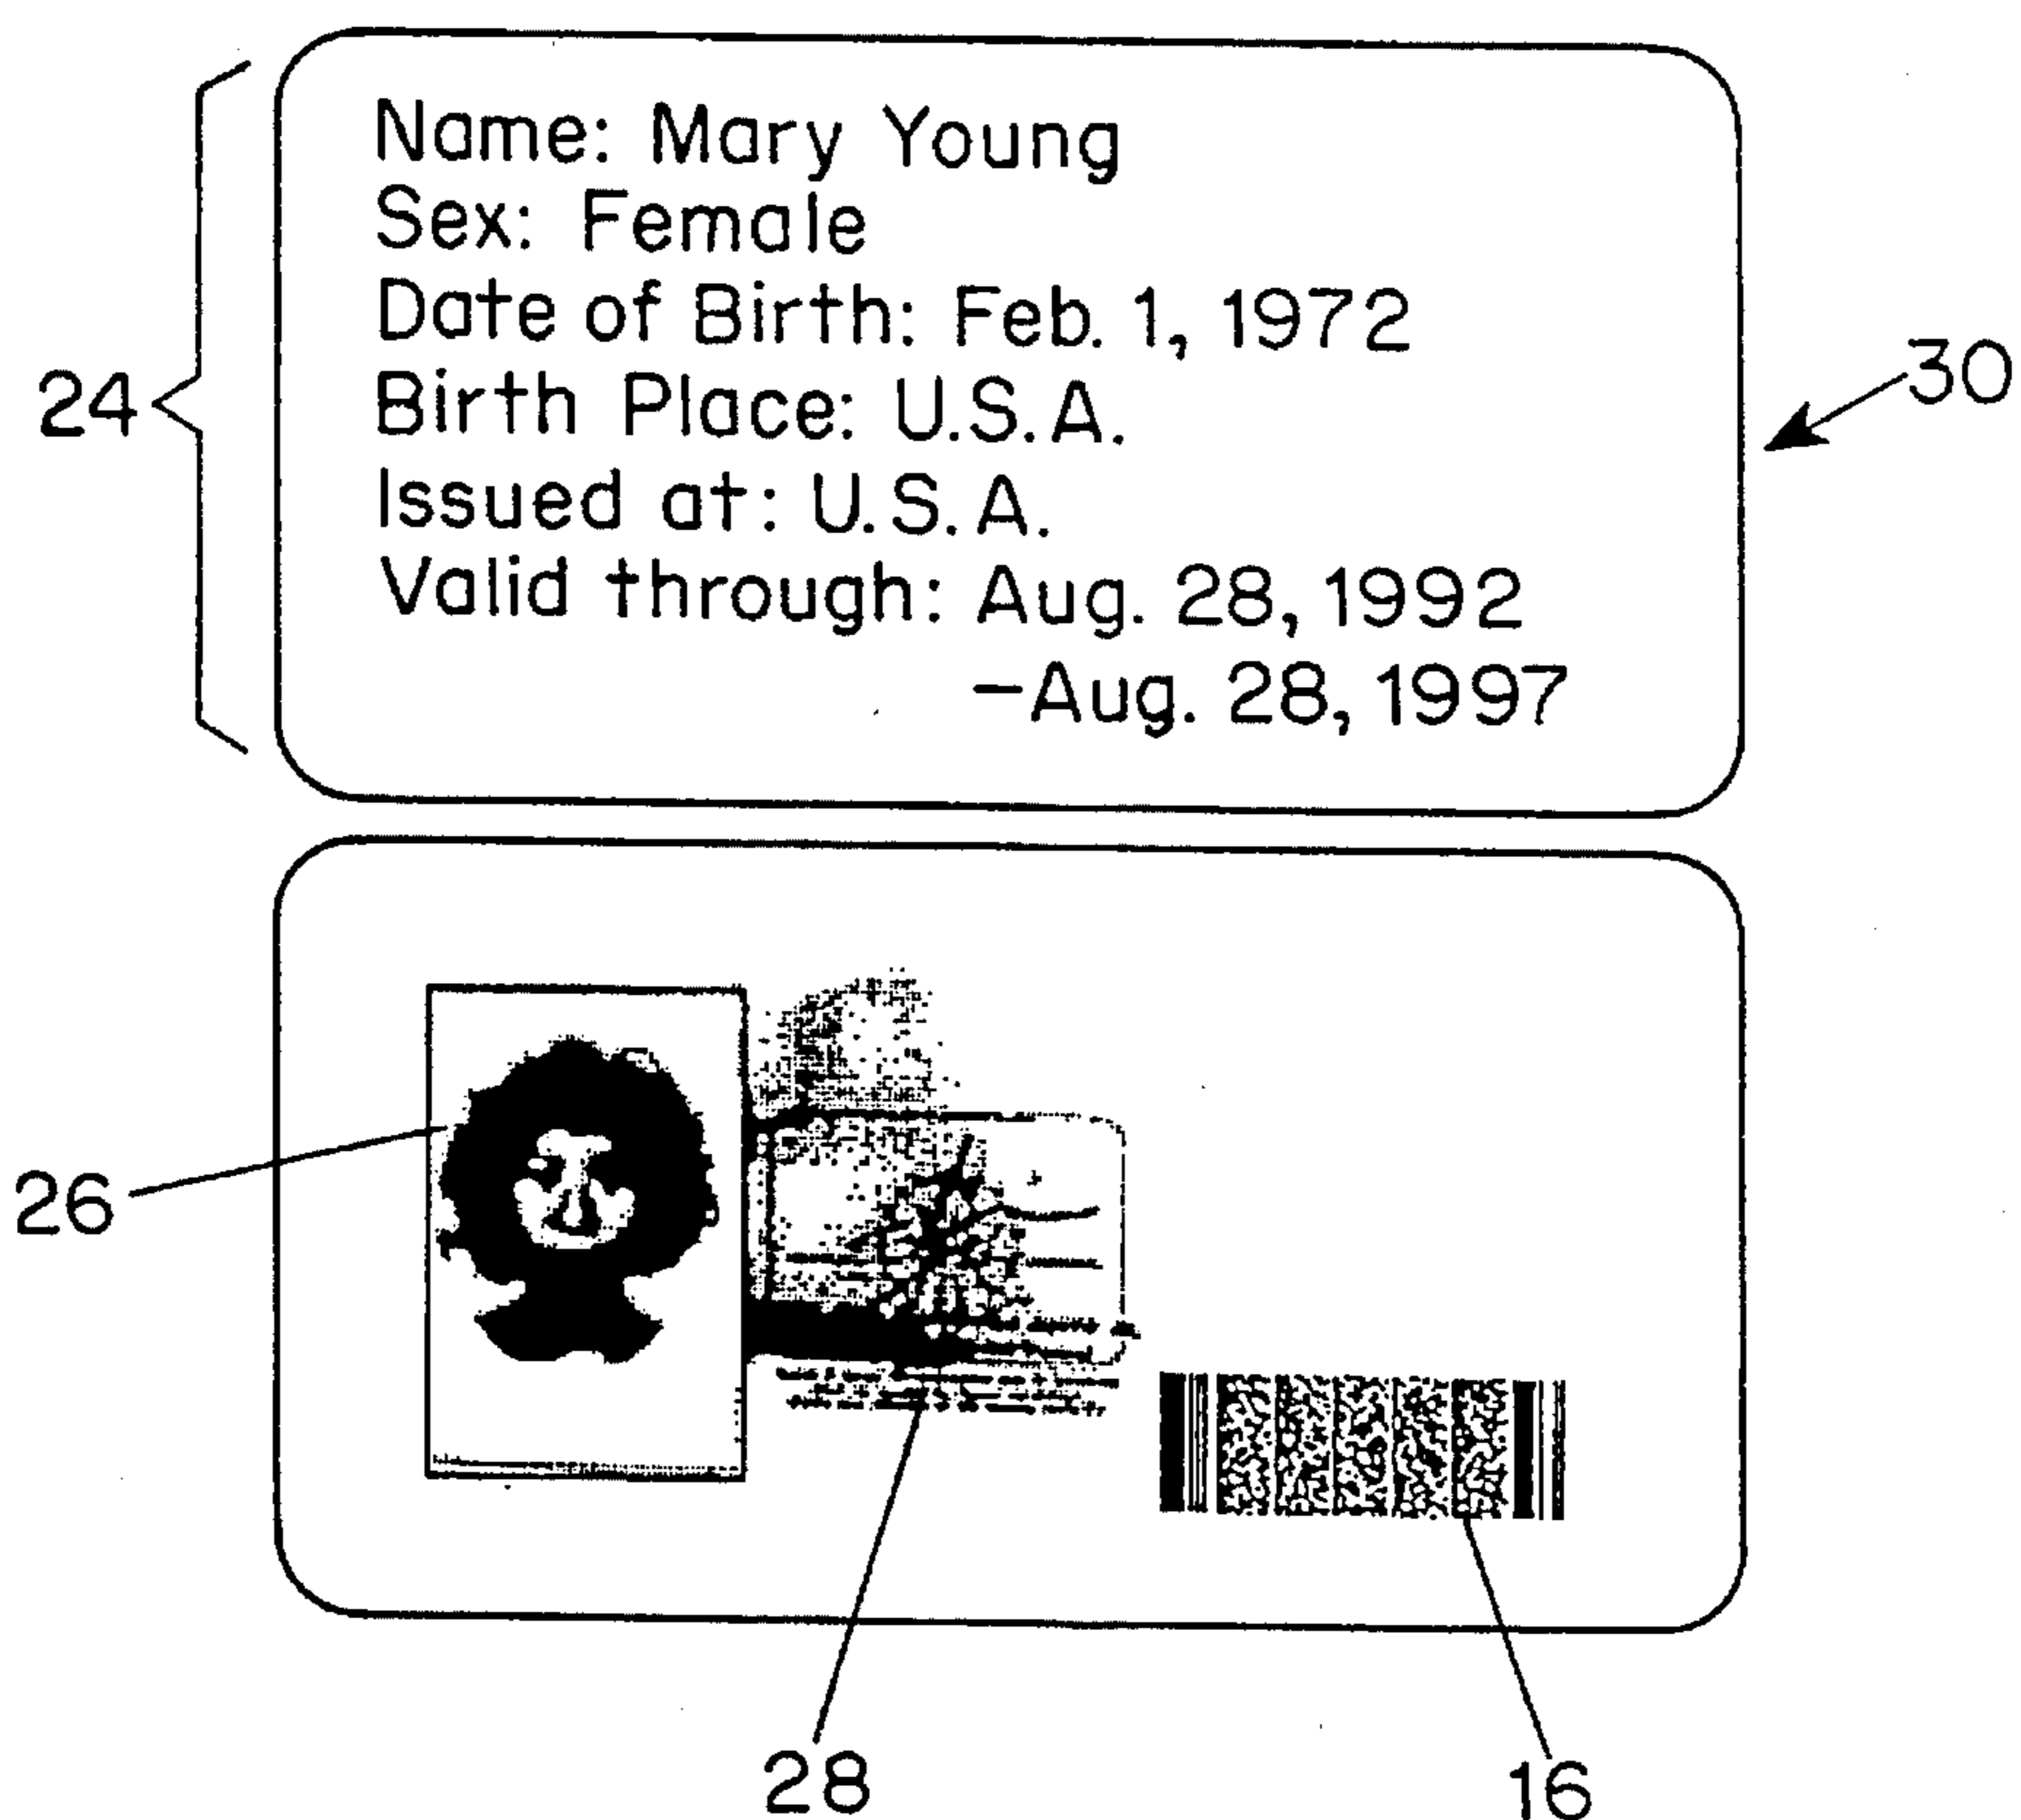 Name: Mary Young
Sex: Female
Date of Birth: Feb. 1, 1972
Birth Place: U.S.A.
Issued at: U.S.A.
Valid through: Aug. 28, 1992
-Aug. 28, 1997
24
30
26
28
16